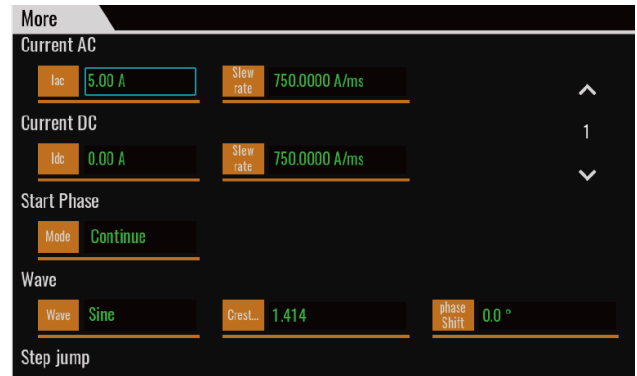 More
Current AC
Iac 5.00 A Slew rate 750.0000 A/ms
Current DC
1
Idc 0.00 A Slew rate 750.0000 A/ms
Start Phase
Mode Continue
Wave
Wave Sine Crest... 1.414 phase Shift 0.0 °
Step jump